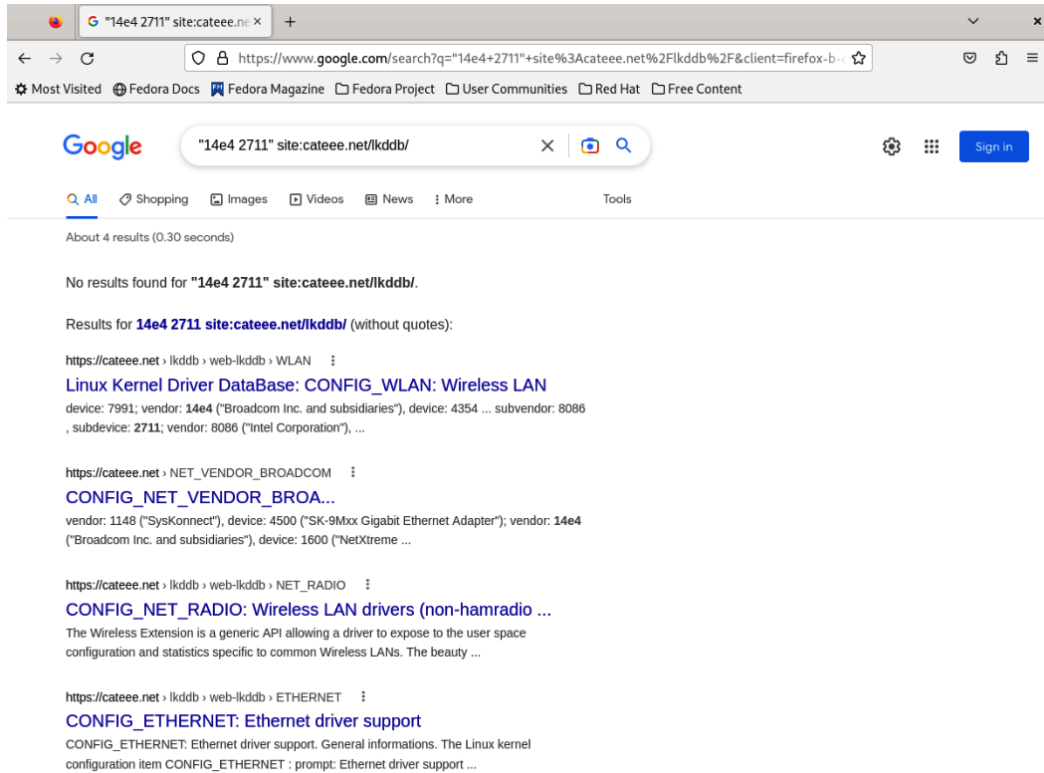 G "14e4 2711" site:cateee.ne × +
https://www.google.com/search?q="14e4+2711"+site%3Acateee.net%2Flkddb%2F&client=firefox-b-
Most Visited Fedora Docs Fedora Magazine Fedora Project User Communities Red Hat Free Content
Google "14e4 2711" site:cateee.net/lkddb/ Sign in
All Shopping Images Videos News More Tools
About 4 results (0.30 seconds)
No results found for "14e4 2711" site:cateee.net/lkddb/.
Results for 14e4 2711 site:cateee.net/lkddb/ (without quotes):
https://cateee.net › lkddb › web-lkddb › WLAN
Linux Kernel Driver DataBase: CONFIG_WLAN: Wireless LAN
device: 7991; vendor: 14e4 ("Broadcom Inc. and subsidiaries"), device: 4354 ... subvendor: 8086
, subdevice: 2711; vendor: 8086 ("Intel Corporation"), ...
https://cateee.net › NET_VENDOR_BROADCOM
CONFIG_NET_VENDOR_BROA...
vendor: 1148 ("SysKonnect"), device: 4500 ("SK-9Mxx Gigabit Ethernet Adapter"); vendor: 14e4
("Broadcom Inc. and subsidiaries"), device: 1600 ("NetXtreme ...
https://cateee.net › lkddb › web-lkddb › NET_RADIO
CONFIG_NET_RADIO: Wireless LAN drivers (non-hamradio ...
The Wireless Extension is a generic API allowing a driver to expose to the user space
configuration and statistics specific to common Wireless LANs. The beauty ...
https://cateee.net › lkddb › web-lkddb › ETHERNET
CONFIG_ETHERNET: Ethernet driver support
CONFIG_ETHERNET: Ethernet driver support. General informations. The Linux kernel
configuration item CONFIG_ETHERNET : prompt: Ethernet driver support ...